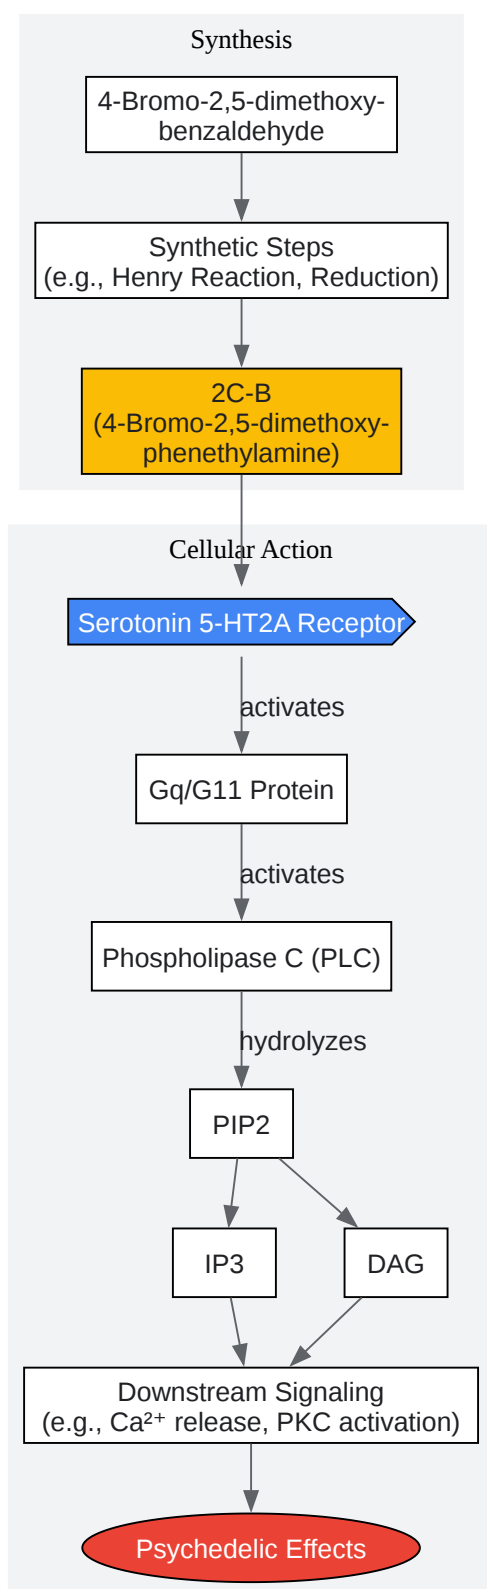 Synthesis
4-Bromo-2,5-dimethoxy-
benzaldehyde
Synthetic Steps
(e.g., Henry Reaction, Reduction)
2C-B
(4-Bromo-2,5-dimethoxy-
phenethylamine)
Cellular Action
Serotonin 5-HT2A Receptor
activates
Gq/G11 Protein
activates
Phospholipase C (PLC)
hydrolyzes
PIP2
IP3
DAG
Downstream Signaling
(e.g., Ca²⁺ release, PKC activation)
Psychedelic Effects